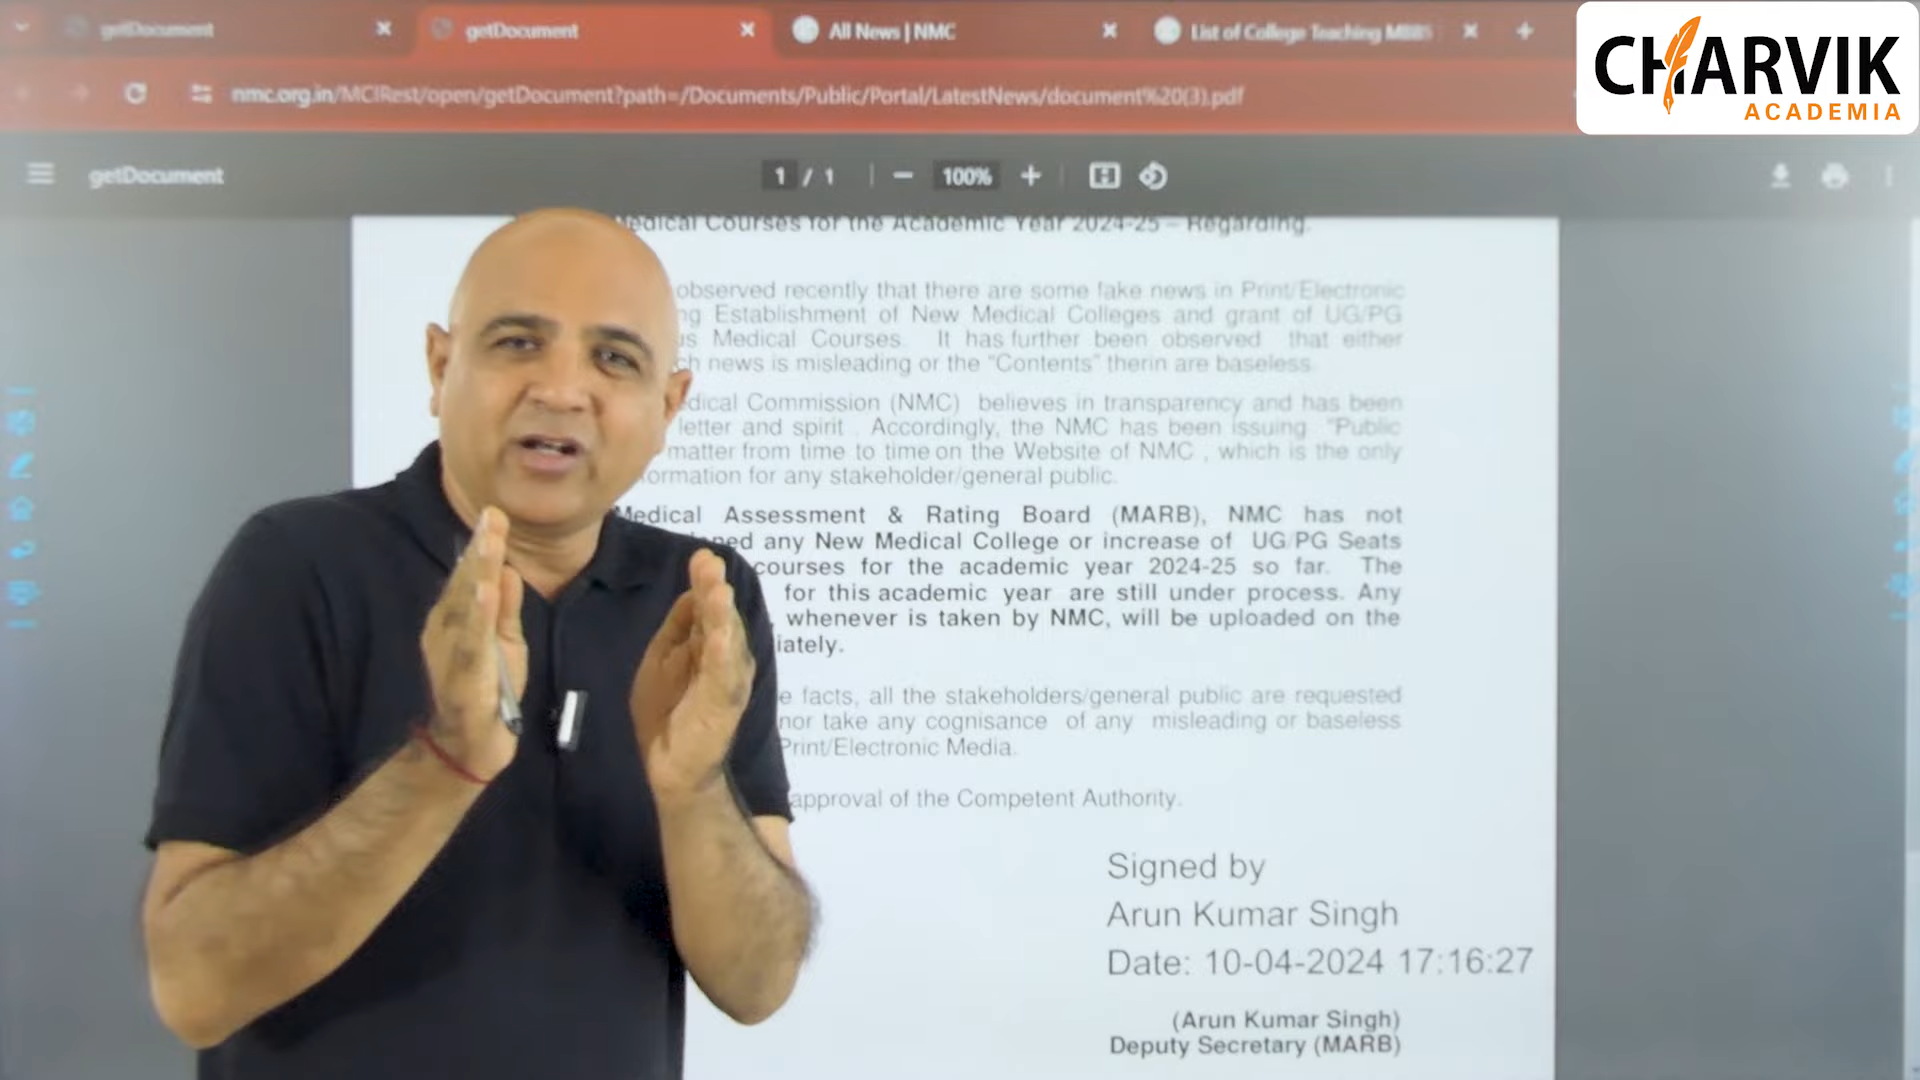 getDocument
getDocument
All News | NMC
List of College Teaching MBBS
CHARVIK
ACADEMIA
nmc.org.in/MCIRest/open/getDocument?path=/Documents/Public/Portal/LatestNews/document%20(3).pdf
getDocument
1 / 1
100%
Medical Courses for the Academic Year 2024-25 – Regarding.
observed recently that there are some fake news in Print/Electronic
ng Establishment of New Medical Colleges and grant of UG/PG
us Medical Courses. It has further been observed that either
ch news is misleading or the "Contents" therin are baseless.
edical Commission (NMC) believes in transparency and has been
letter and spirit . Accordingly, the NMC has been issuing "Public
matter from time to time on the Website of NMC , which is the only
formation for any stakeholder/general public.
Medical Assessment & Rating Board (MARB), NMC has not
ned any New Medical College or increase of UG/PG Seats
courses for the academic year 2024-25 so far. The
for this academic year are still under process. Any
, whenever is taken by NMC, will be uploaded on the
iately.
e facts, all the stakeholders/general public are requested
nor take any cognisance of any misleading or baseless
Print/Electronic Media.
approval of the Competent Authority.
Signed by
Arun Kumar Singh
Date: 10-04-2024 17:16:27
(Arun Kumar Singh)
Deputy Secretary (MARB)